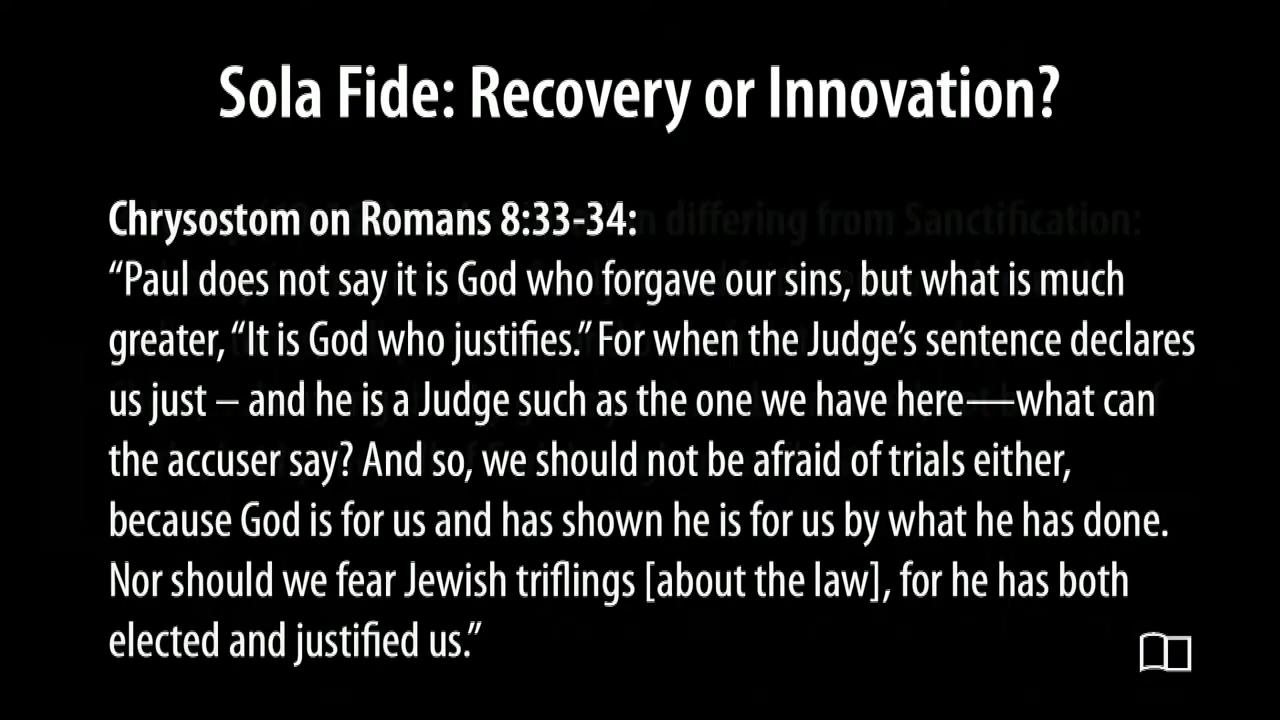 Sola Fide: Recovery or Innovation?
Chrysostom on Romans 8:33-34:
“Paul does not say it is God who forgave our sins, but what is much
greater, “It is God who justifies.” For when the Judge’s sentence declares
us just – and he is a Judge such as the one we have here—what can
the accuser say? And so, we should not be afraid of trials either,
because God is for us and has shown he is for us by what he has done.
Nor should we fear Jewish triflings [about the law], for he has both
elected and justified us.”